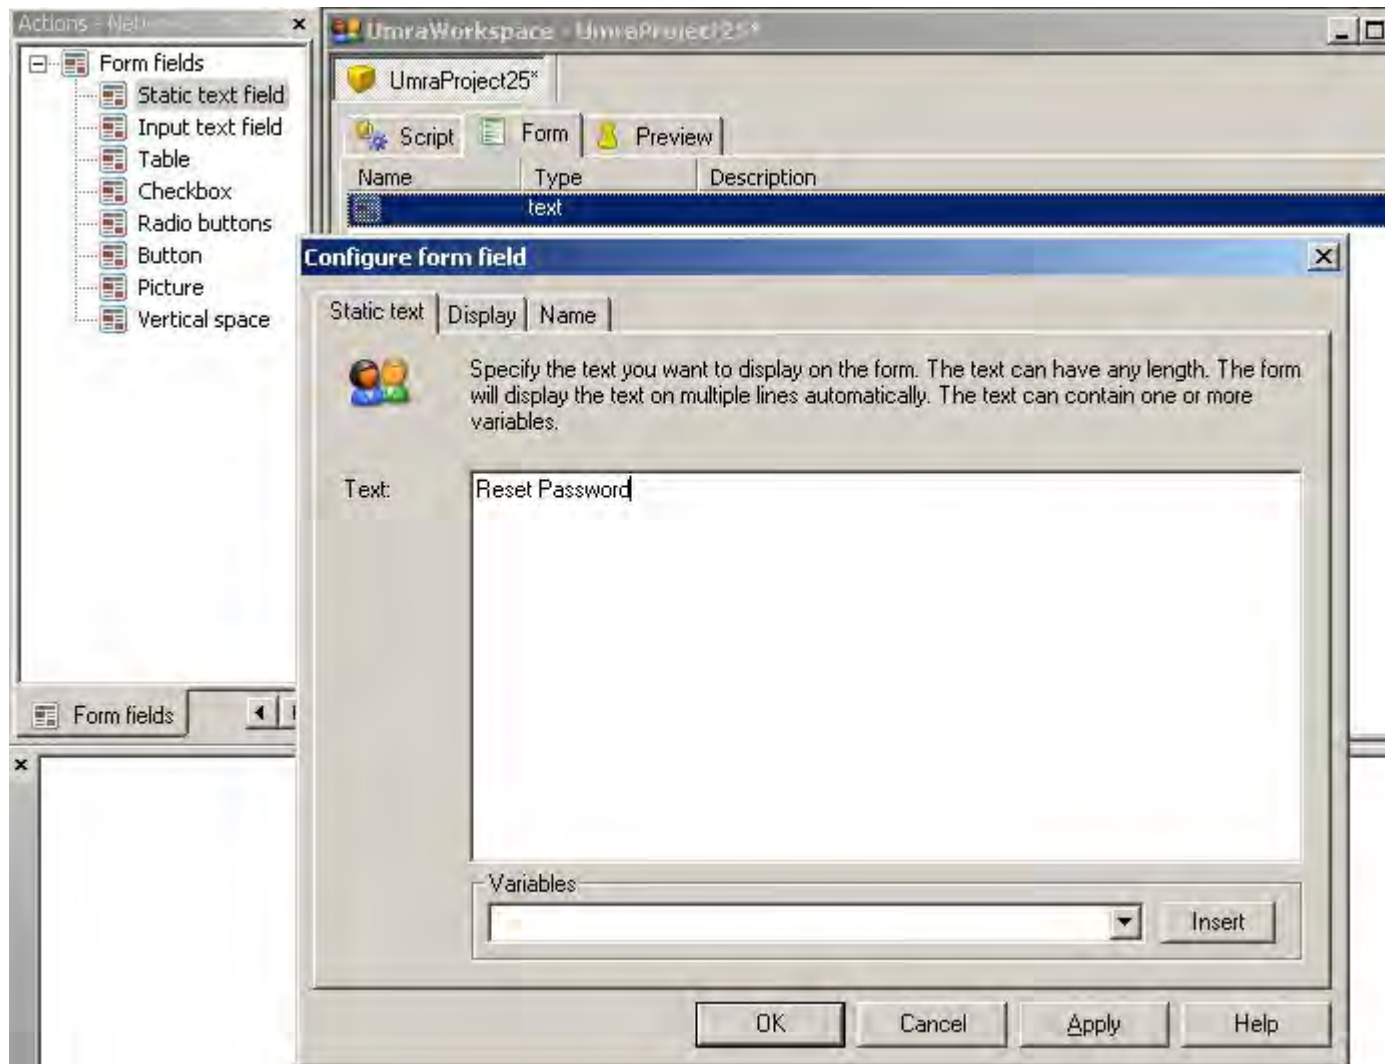 Actions - Net
Form fields
Static text field
Input text field
Table
Checkbox
Radio buttons
Button
Picture
Vertical space
Form fields
UmraWorkspace - UmraProject25*
UmraProject25*
Script Form Preview
Name Type Description
text
Configure form field
Static text Display Name
Specify the text you want to display on the form. The text can have any length. The form
will display the text on multiple lines automatically. The text can contain one or more
variables.
Text:
Reset Password
Variables
Insert
OK Cancel Apply Help